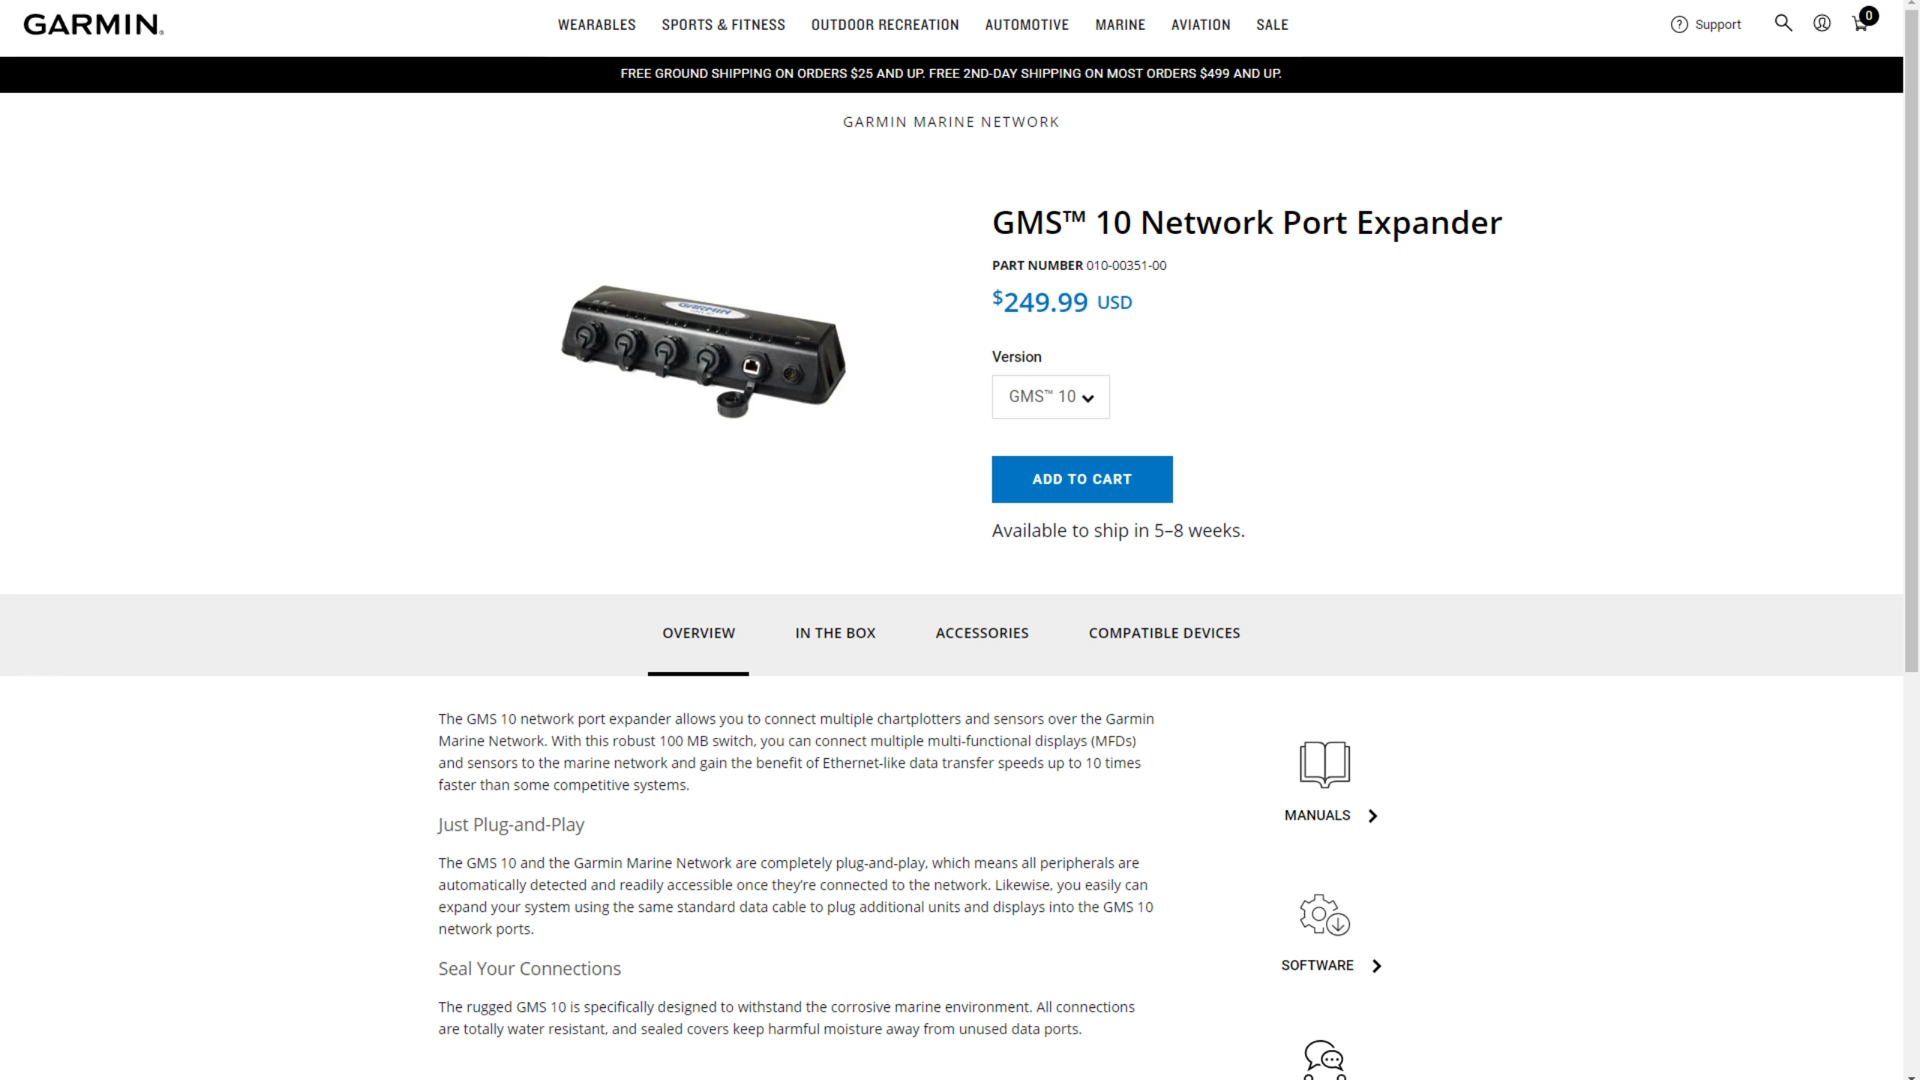 GARMIN.
WEARABLES SPORTS & FITNESS OUTDOOR RECREATION AUTOMOTIVE MARINE AVIATION SALE
? Support 0
FREE GROUND SHIPPING ON ORDERS $25 AND UP. FREE 2ND-DAY SHIPPING ON MOST ORDERS $499 AND UP.
GARMIN MARINE NETWORK
GARMIN
GMS™ 10 Network Port Expander
PART NUMBER 010-00351-00
$249.99 USD
Version
GMS™ 10
ADD TO CART
Available to ship in 5–8 weeks.
OVERVIEW IN THE BOX ACCESSORIES COMPATIBLE DEVICES
The GMS 10 network port expander allows you to connect multiple chartplotters and sensors over the Garmin
Marine Network. With this robust 100 MB switch, you can connect multiple multi-functional displays (MFDs)
and sensors to the marine network and gain the benefit of Ethernet-like data transfer speeds up to 10 times
faster than some competitive systems.
Just Plug-and-Play
The GMS 10 and the Garmin Marine Network are completely plug-and-play, which means all peripherals are
automatically detected and readily accessible once they’re connected to the network. Likewise, you easily can
expand your system using the same standard data cable to plug additional units and displays into the GMS 10
network ports.
Seal Your Connections
The rugged GMS 10 is specifically designed to withstand the corrosive marine environment. All connections
are totally water resistant, and sealed covers keep harmful moisture away from unused data ports.
MANUALS
SOFTWARE